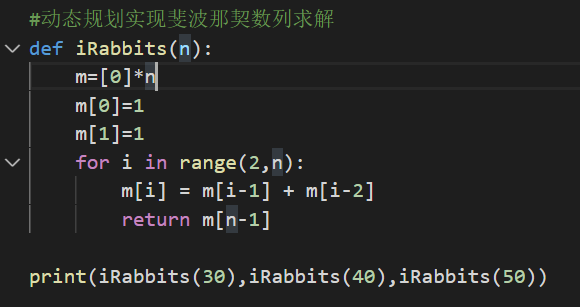 #动态规划实现斐波那契数列求解
def iRabbits(n):
    m=[0]*n
    m[0]=1
    m[1]=1
    for i in range(2,n):
        m[i] = m[i-1] + m[i-2]
        return m[n-1]
print(iRabbits(30),iRabbits(40),iRabbits(50))